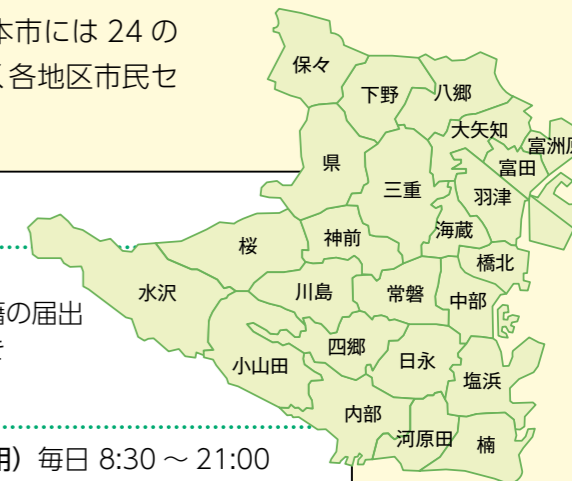 本市には 24 の
各地区市民セ
保々
下野
八郷
大矢知
富洲原
富田
県
三重
羽津
海蔵
桜
神前
橋北
水沢
川島
常磐
中部
四郷
日永
小山田
塩浜
内部
河原田
楠
籍の届出
用）毎日 8:30 ～ 21:00